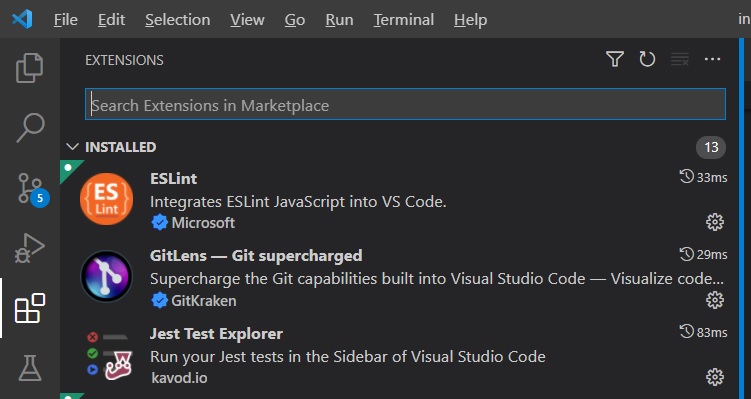 File Edit Selection View Go Run Terminal Help in
EXTENSIONS
Search Extensions in Marketplace
INSTALLED 13
ESLint 33ms
ES
Lint
Integrates ESLint JavaScript into VS Code.
Microsoft
5
GitLens — Git supercharged 29ms
Supercharge the Git capabilities built into Visual Studio Code — Visualize code...
GitKraken
Jest Test Explorer 83ms
Run your Jest tests in the Sidebar of Visual Studio Code
kavod.io